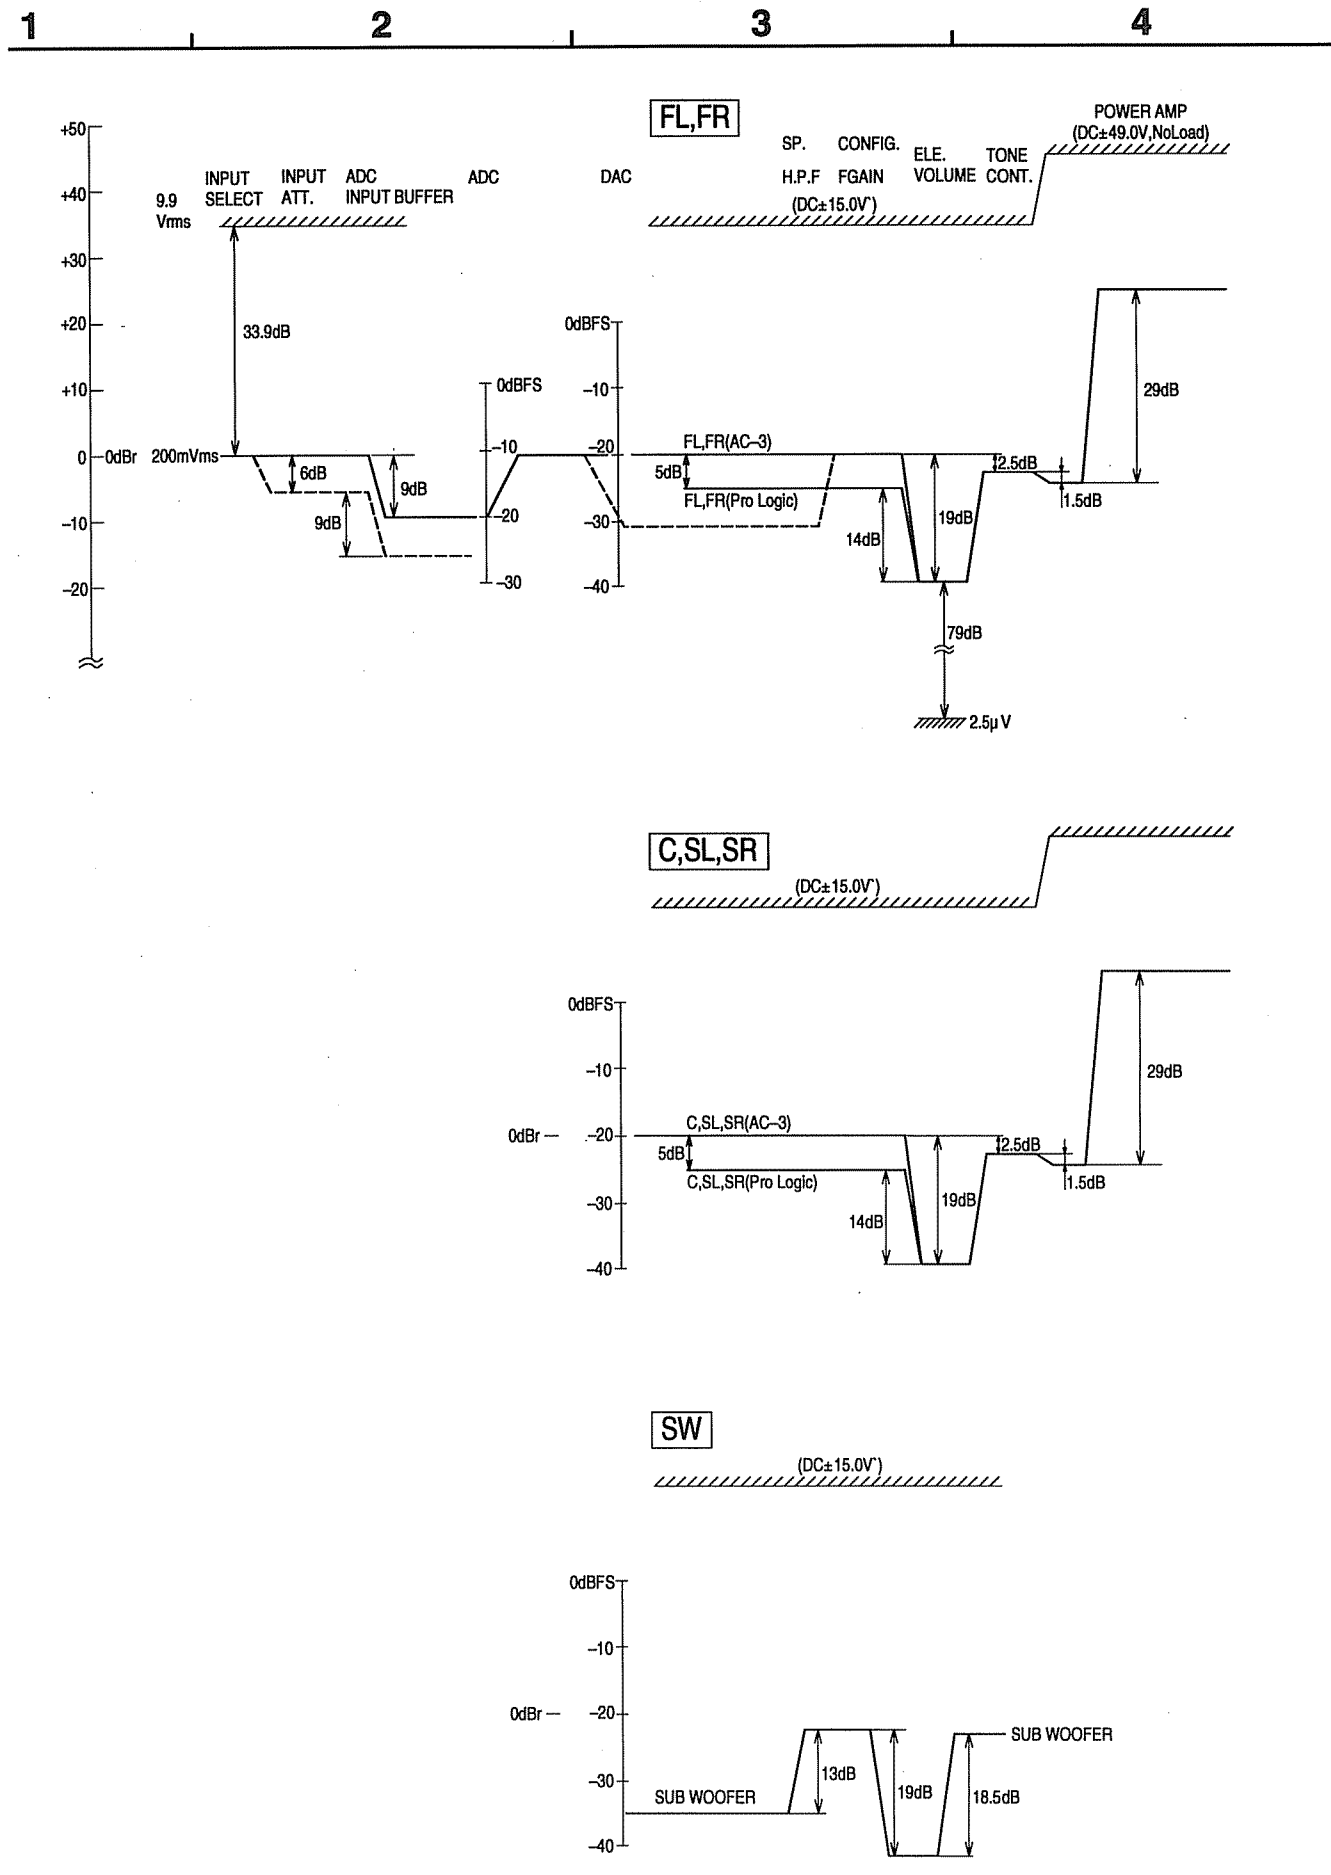 1 2 3 4
FL,FR
POWER AMP
(DC±49.0V,NoLoad)
+50
+40
+30
+20
+10
0
−10
−20
0dBr
9.9
Vrms
INPUT
SELECT
INPUT
ATT.
ADC
INPUT BUFFER
ADC
DAC
SP. CONFIG.
H.P.F FGAIN
ELE.
VOLUME
TONE
CONT.
(DC±15.0V)
33.9dB
200mVms
6dB
9dB
9dB
0dBFS
−10
−20
−30
0dBFS
−10
−20
−30
−40
FL,FR(AC–3)
5dB
FL,FR(Pro Logic)
14dB
19dB
2.5dB
1.5dB
29dB
79dB
2.5μV
C,SL,SR
(DC±15.0V)
0dBFS
−10
0dBr
−20
−30
−40
C,SL,SR(AC–3)
5dB
C,SL,SR(Pro Logic)
14dB
19dB
2.5dB
1.5dB
29dB
SW
(DC±15.0V)
0dBFS
−10
0dBr
−20
−30
−40
SUB WOOFER
13dB
19dB
18.5dB
SUB WOOFER